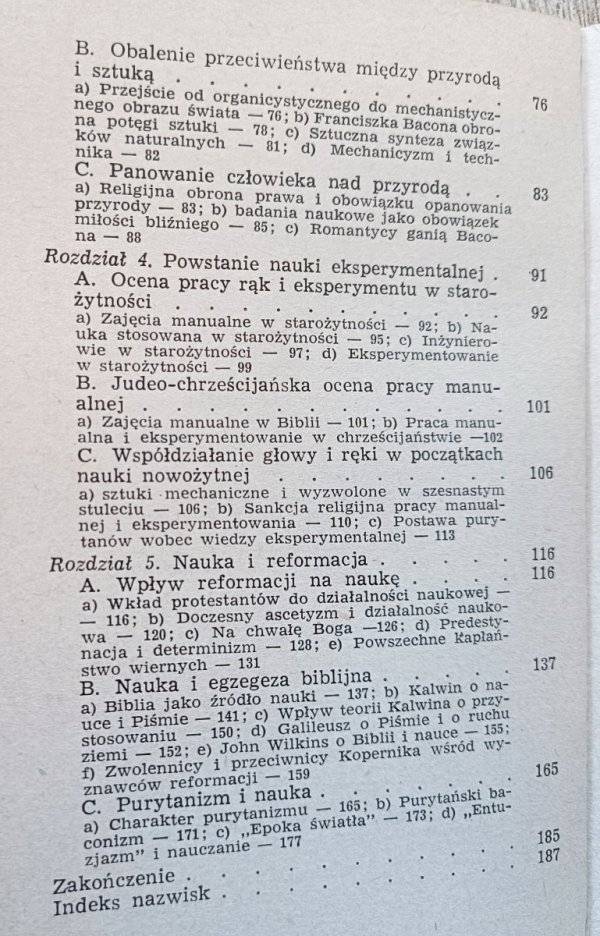 B. Obalenie przeciwieństwa między przyrodą
i sztuką . . . . . . . . . . . 76
a) Przejście od organicystycznego do mechanistycz-
nego obrazu świata — 76; b) Franciszka Bacona obro-
na potęgi sztuki — 78; c) Sztuczna synteza związ-
ków naturalnych — 81; d) Mechanicyzm i tech-
nika — 82
C. Panowanie człowieka nad przyrodą . . 83
a) Religijna obrona prawa i obowiązku opanowania
przyrody — 83; b) badania naukowe jako obowiązek
miłości bliźniego — 85; c) Romantycy ganią Baco-
na — 88
Rozdział 4. Powstanie nauki eksperymentalnej . 91
A. Ocena pracy rąk i eksperymentu w staro-
żytności . . . . . . . . . . . 92
a) Zajęcia manualne w starożytności — 92; b) Na-
uka stosowana w starożytności — 95; c) Inżyniero-
wie w starożytności — 97; d) Eksperymentowanie
w starożytności — 99
B. Judeo-chrześcijańska ocena pracy manu-
alnej . . . . . . . . . . . . 101
a) Zajęcia manualne w Biblii — 101; b) Praca manu-
alna i eksperymentowanie w chrześcijaństwie —102
C. Współdziałanie głowy i ręki w początkach
nauki nowożytnej . . . . . . . . 106
a) sztuki mechaniczne i wyzwolone w szesnastym
stuleciu — 106; b) Sankcja religijna pracy manual-
nej i eksperymentowania — 110; c) Postawa pury-
tanów wobec wiedzy eksperymentalnej — 113
Rozdział 5. Nauka i reformacja . . . . . 116
A. Wpływ reformacji na naukę . . . . 116
a) Wkład protestantów do działalności naukowej —
— 116; b) Doczesny ascetyzm i działalność nauko-
wa — 120; c) Na chwałę Boga —126; d) Predesty-
nacja i determinizm — 128; e) Powszechne Kapłań-
stwo wiernych — 131
B. Nauka i egzegeza biblijna . . . . . 137
a) Biblia jako źródło nauki — 137; b) Kalwin o na-
uce i Piśmie — 141; c) Wpływ teorii Kalwina o przy-
stosowaniu — 150; d) Galileusz o Piśmie i o ruchu
ziemi — 152; e) John Wilkins o Biblii i nauce — 155;
f) Zwolennicy i przeciwnicy Kopernika wśród wy-
znawców reformacji — 159
C. Purytanizm i nauka . . . . . . . 165
a) Charakter purytanizmu — 165; b) Purytański ba-
conizm — 171; c) „Epoka światła” — 173; d) „Entu-
zjazm” i nauczanie — 177
Zakończenie . . . . . . . . . . 185
Indeks nazwisk . . . . . . . . . 187